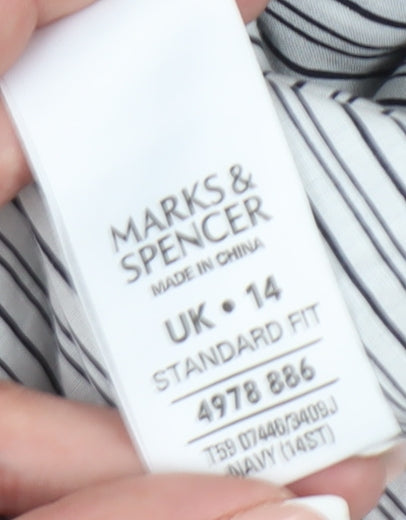 MARKS &
SPENCER
MADE IN CHINA
UK • 14
STANDARD FIT
4978 886
T59 07440/3409J
NAVY (14ST)